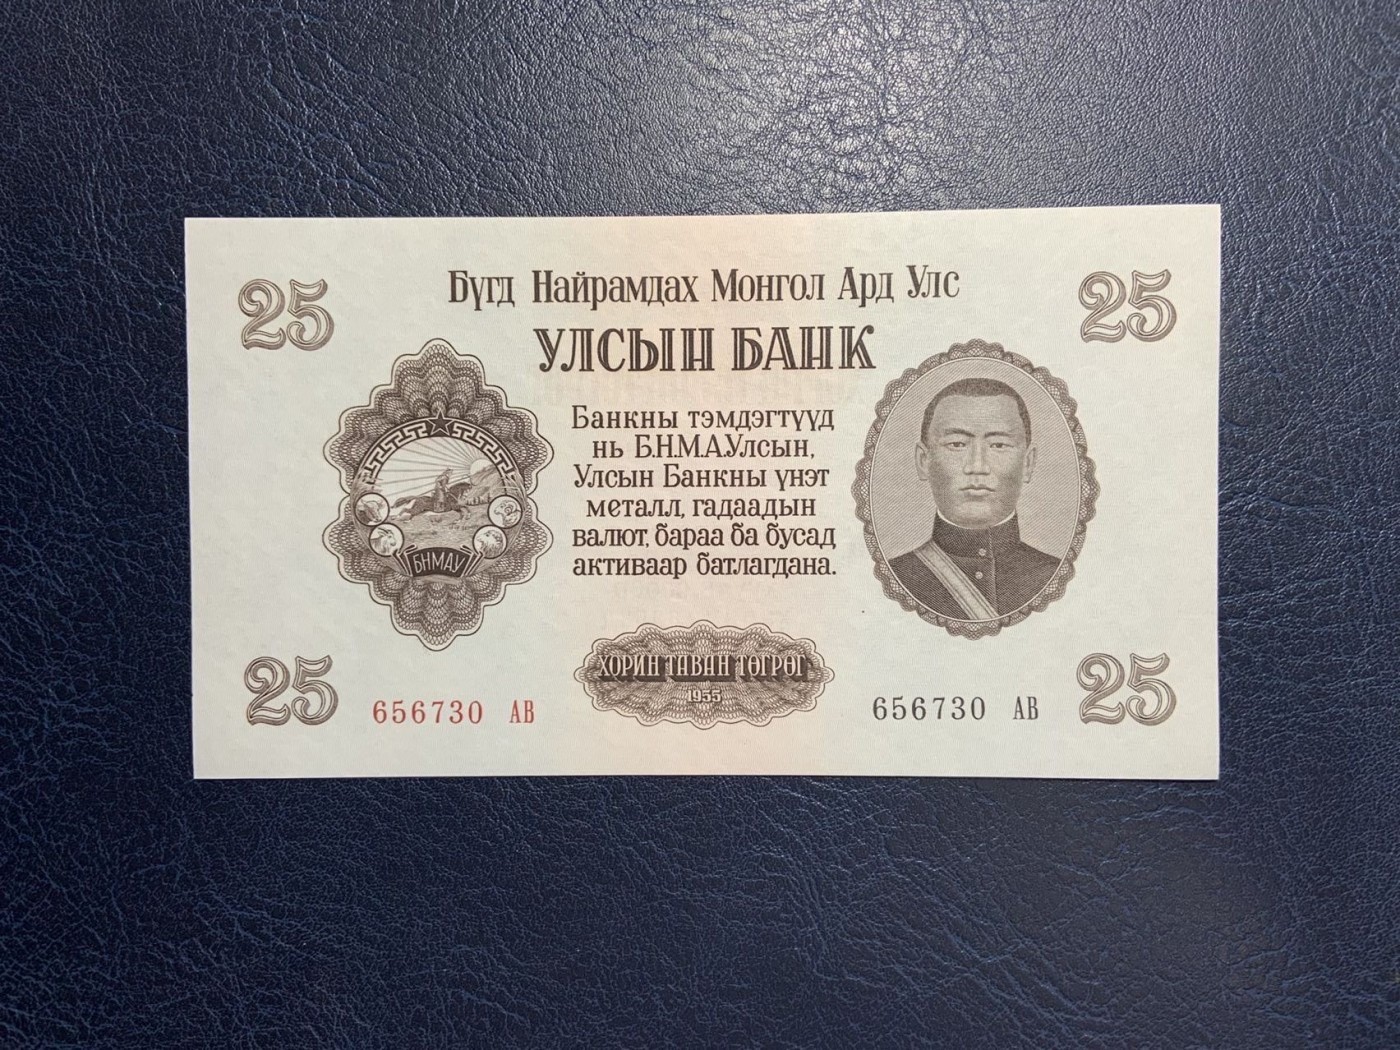 25
Бүгд Найрамдах Монгол Ард Улс
25
УЛСЫН БАНК
Банкны тэмдэгтүүд
нь Б.Н.М.А.Улсын,
Улсын Банкны үнэт
металл, гадаадын
валют, бараа ба бусад
активаар батлагдана.
БНМАУ
ХОРИН ТАВАН ТӨГРӨГ
1955
25
656730 АВ
656730 АВ
25